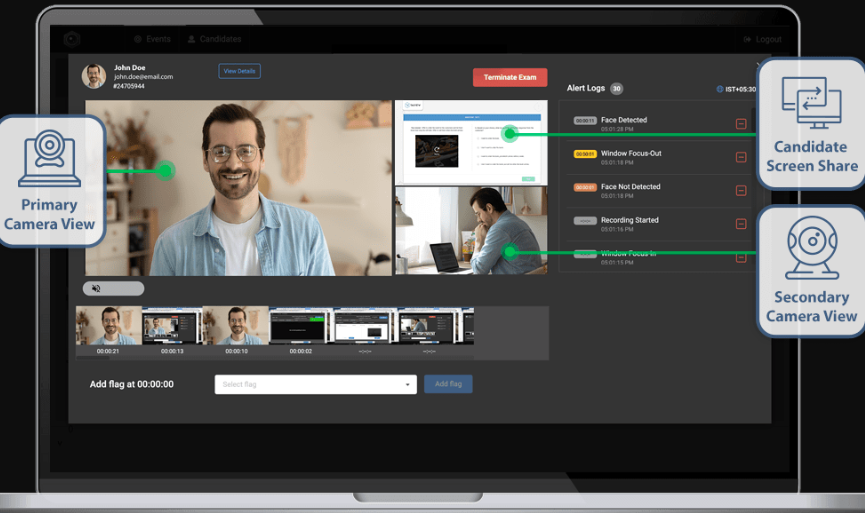 Events
Candidates
Logout
John Doe
john.doe@email.com
#24705944
View Details
Terminate Exam
Alert Logs 30
IST+05:30
00:00:11 Face Detected
05:01:28 PM
00:00:01 Window Focus-Out
05:01:18 PM
Face Not Detected
05:01:18 PM
Recording Started
05:01:16 PM
Window Focus-In
05:01:15 PM
Primary
Camera View
Candidate
Screen Share
Secondary
Camera View
00:00:21
00:00:13
00:00:10
00:00:02
--:--:--
--:--:--
Add flag at 00:00:00
Select flag
Add flag